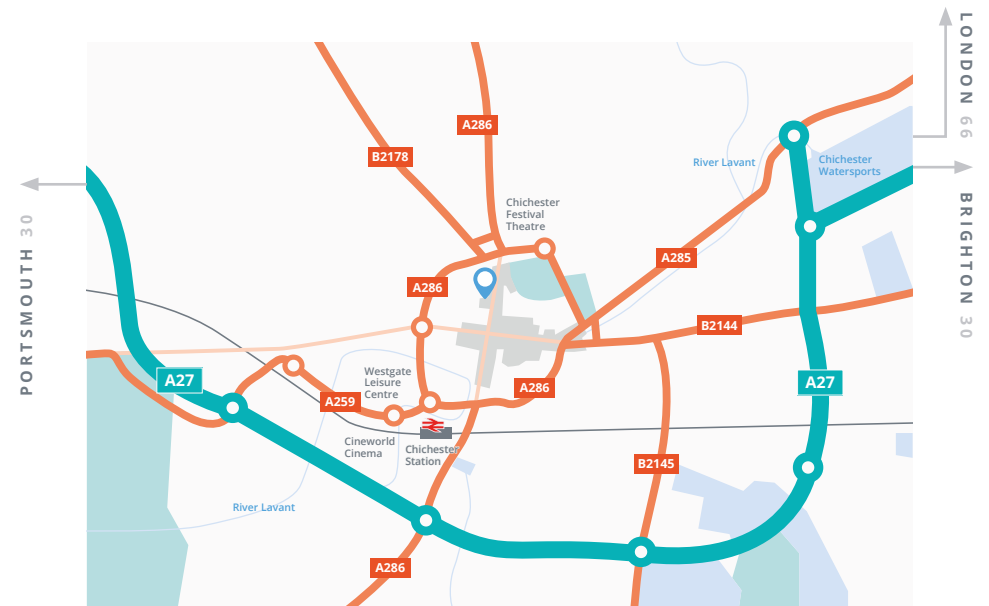 LONDON 66
A286
B2178
River Lavant
Chichester
Watersports
Chichester
Festival
Theatre
PORTSMOUTH 30
BRIGHTON 30
A285
A286
B2144
A27
Westgate
Leisure
Centre
A27
A286
A259
Cineworld
Cinema
Chichester
Station
B2145
River Lavant
A286